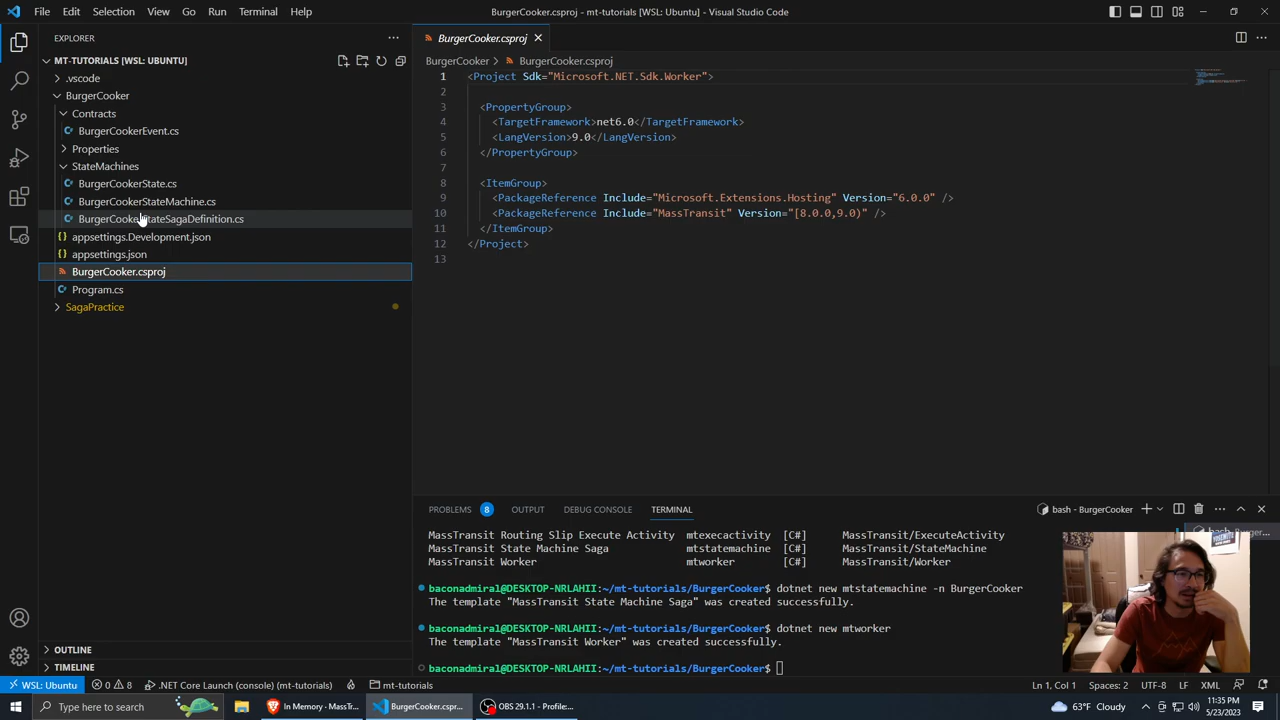 File Edit Selection View Go Run Terminal Help
BurgerCooker.csproj - mt-tutorials [WSL: Ubuntu] - Visual Studio Code
EXPLORER
MT-TUTORIALS [WSL: UBUNTU]
.vscode
BurgerCooker
Contracts
BurgerCookerEvent.cs
Properties
StateMachines
BurgerCookerState.cs
BurgerCookerStateMachine.cs
BurgerCookerStateSagaDefinition.cs
appsettings.Development.json
appsettings.json
BurgerCooker.csproj
Program.cs
SagaPractice
OUTLINE
TIMELINE
BurgerCooker.csproj
BurgerCooker > BurgerCooker.csproj
1 <Project Sdk="Microsoft.NET.Sdk.Worker">
2
3 <PropertyGroup>
4 <TargetFramework>net6.0</TargetFramework>
5 <LangVersion>9.0</LangVersion>
6 </PropertyGroup>
7
8 <ItemGroup>
9 <PackageReference Include="Microsoft.Extensions.Hosting" Version="6.0.0" />
10 <PackageReference Include="MassTransit" Version="[8.0.0,9.0)" />
11 </ItemGroup>
12 </Project>
13
PROBLEMS 8 OUTPUT DEBUG CONSOLE TERMINAL
bash - BurgerCooker
MassTransit Routing Slip Execute Activity mtexecactivity [C#] MassTransit/ExecuteActivity
MassTransit State Machine Saga mtstatemachine [C#] MassTransit/StateMachine
MassTransit Worker mtworker [C#] MassTransit/Worker
baconadmiral@DESKTOP-NRLAHII:~/mt-tutorials/BurgerCooker$ dotnet new mtstatemachine -n BurgerCooker
The template "MassTransit State Machine Saga" was created successfully.
baconadmiral@DESKTOP-NRLAHII:~/mt-tutorials/BurgerCooker$ dotnet new mtworker
The template "MassTransit Worker" was created successfully.
baconadmiral@DESKTOP-NRLAHII:~/mt-tutorials/BurgerCooker$
bash Burger...
WSL: Ubuntu 0 8 .NET Core Launch (console) (mt-tutorials) mt-tutorials Ln 1, Col 1 Spaces: 2 UTF-8 LF XML
Type here to search In Memory - MassTr... BurgerCooker.cspr... OBS 29.1.1 - Profile:... 63°F Cloudy 11:35 PM
5/23/2023